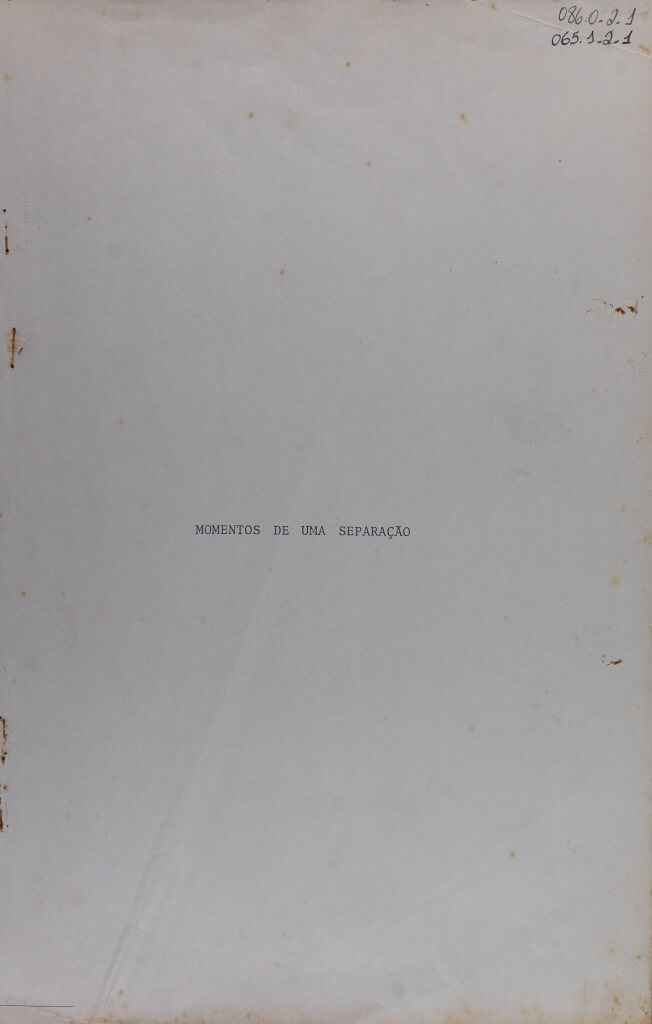 086.0-2.1
065.1-2-1
MOMENTOS DE UMA SEPARAÇÃO